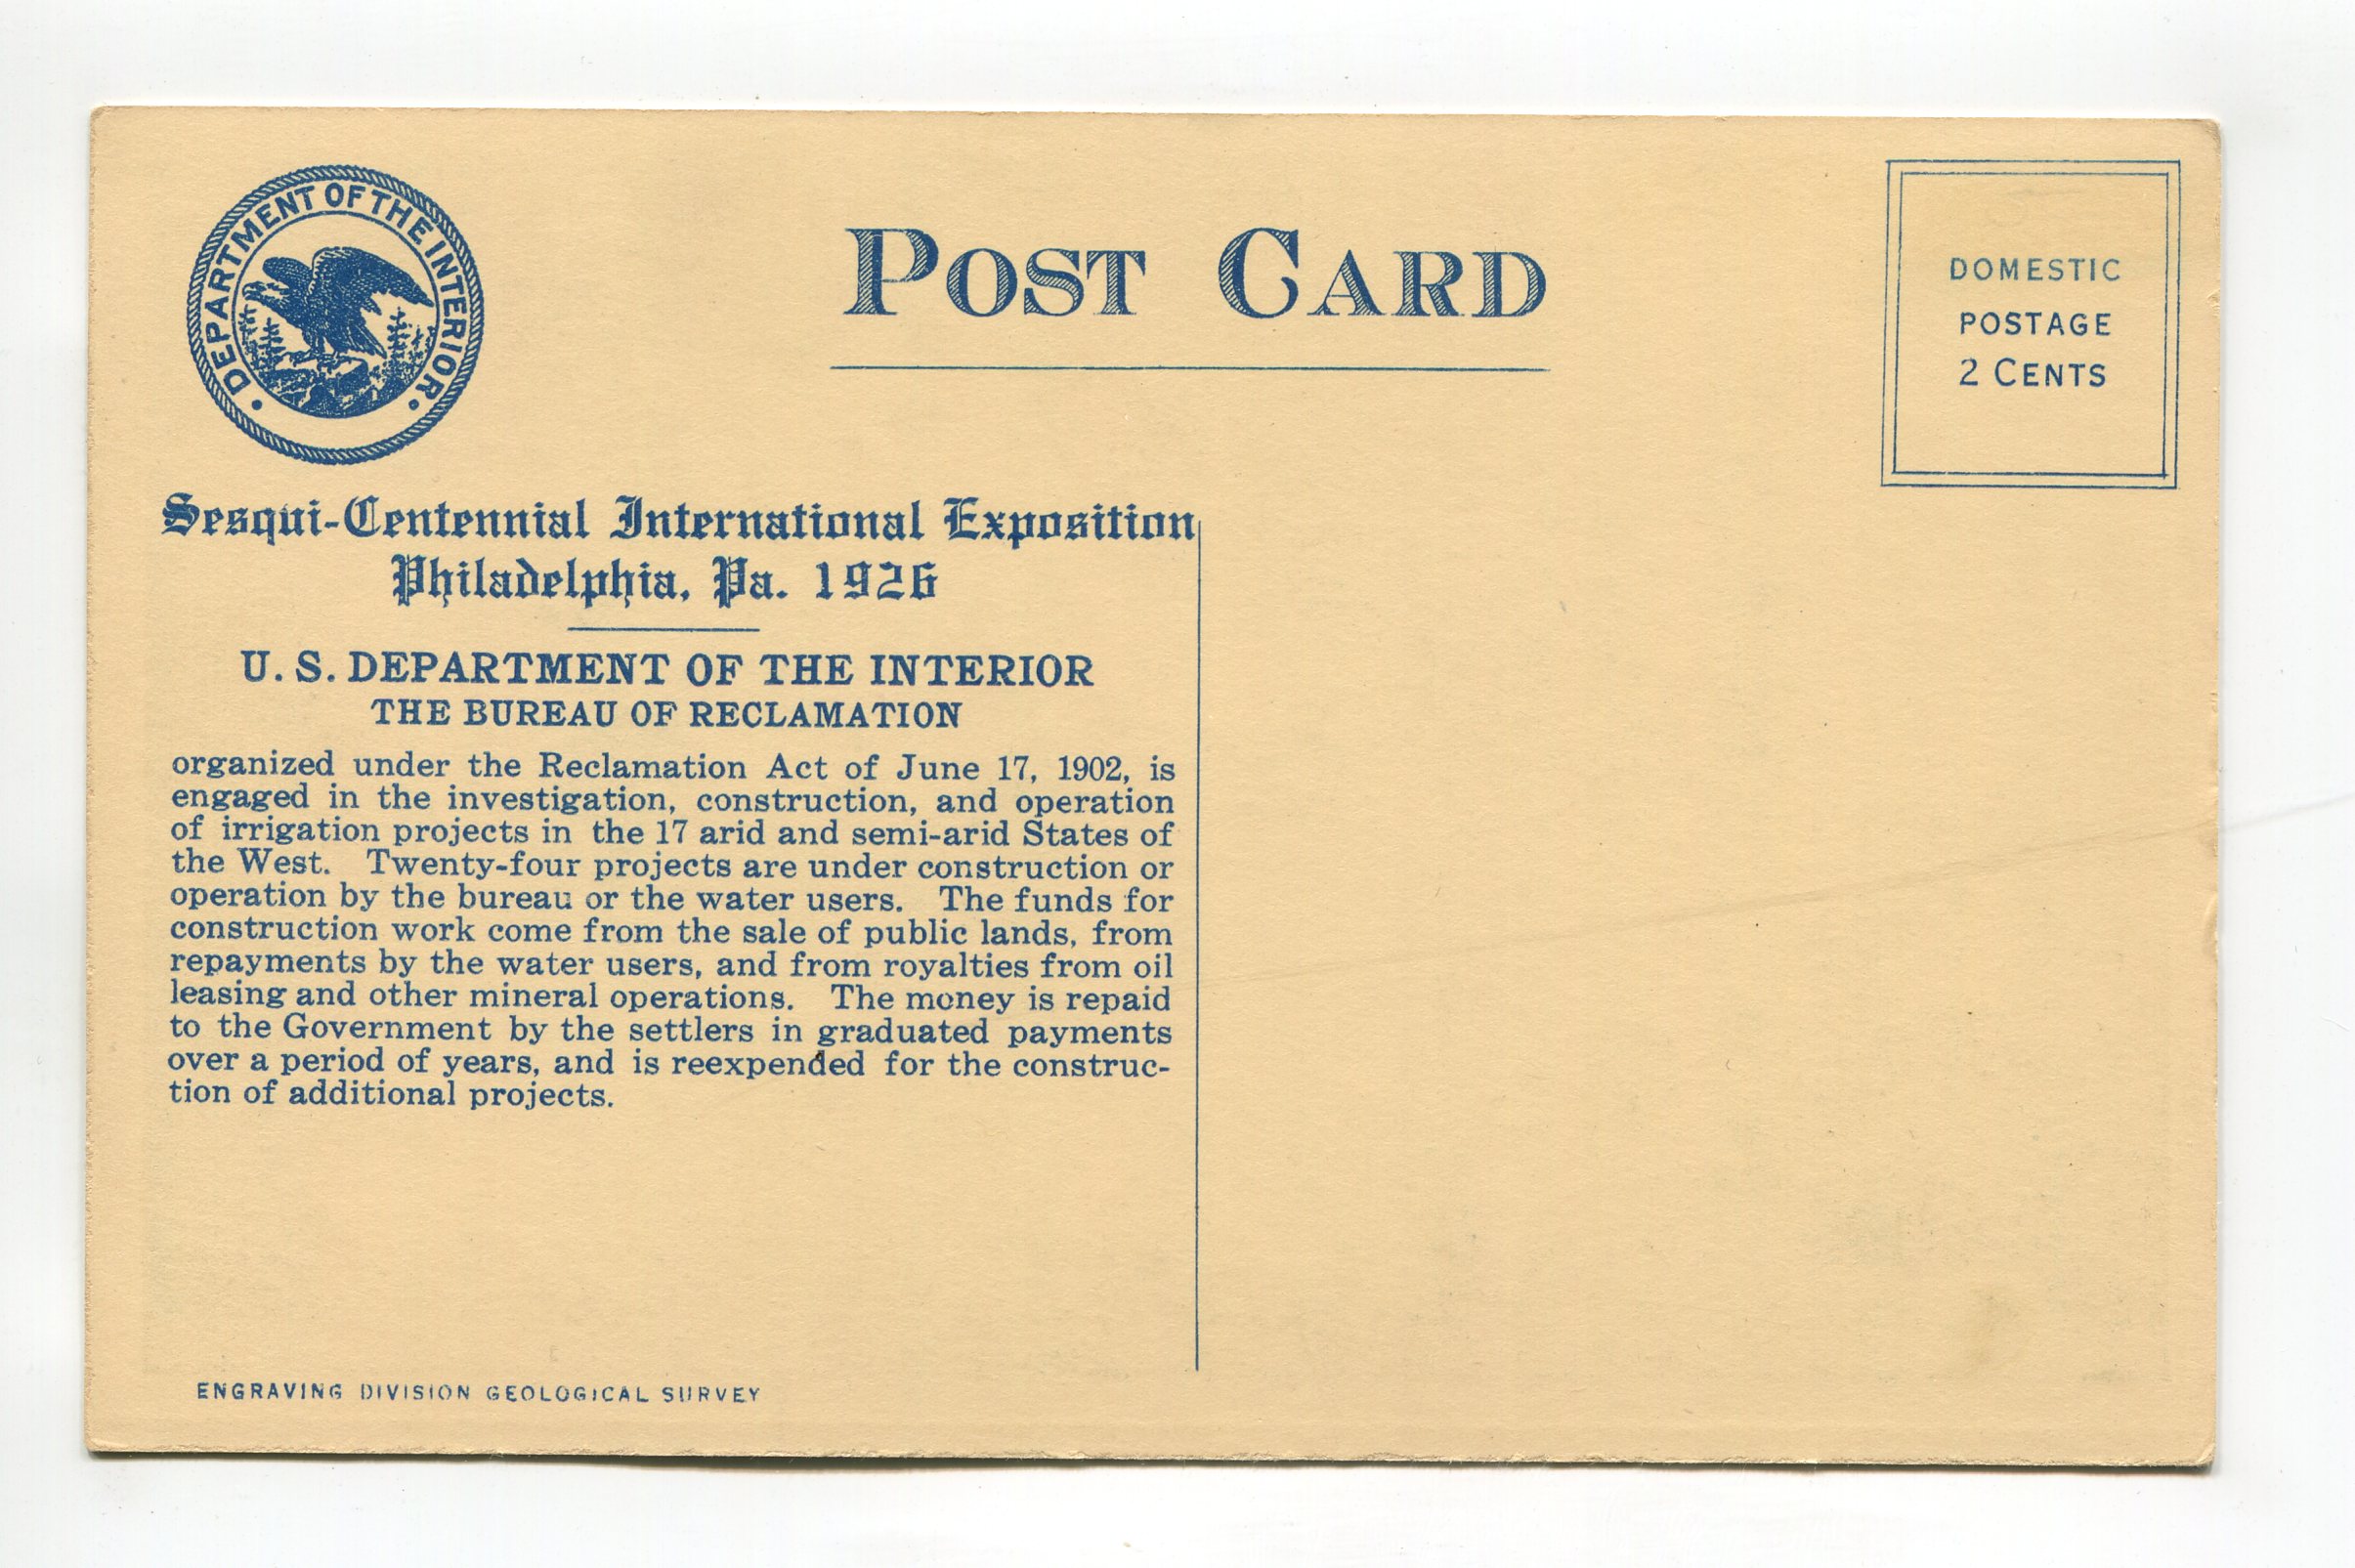 DEPARTMENT OF THE INTERIOR
POST CARD
DOMESTIC
POSTAGE
2 CENTS
Sesqui-Centennial International Exposition
Philadelphia, Pa. 1926
U. S. DEPARTMENT OF THE INTERIOR
THE BUREAU OF RECLAMATION
organized under the Reclamation Act of June 17, 1902, is
engaged in the investigation, construction, and operation
of irrigation projects in the 17 arid and semi-arid States of
the West. Twenty-four projects are under construction or
operation by the bureau or the water users. The funds for
construction work come from the sale of public lands, from
repayments by the water users, and from royalties from oil
leasing and other mineral operations. The money is repaid
to the Government by the settlers in graduated payments
over a period of years, and is reexpended for the construc-
tion of additional projects.
ENGRAVING DIVISION GEOLOGICAL SURVEY